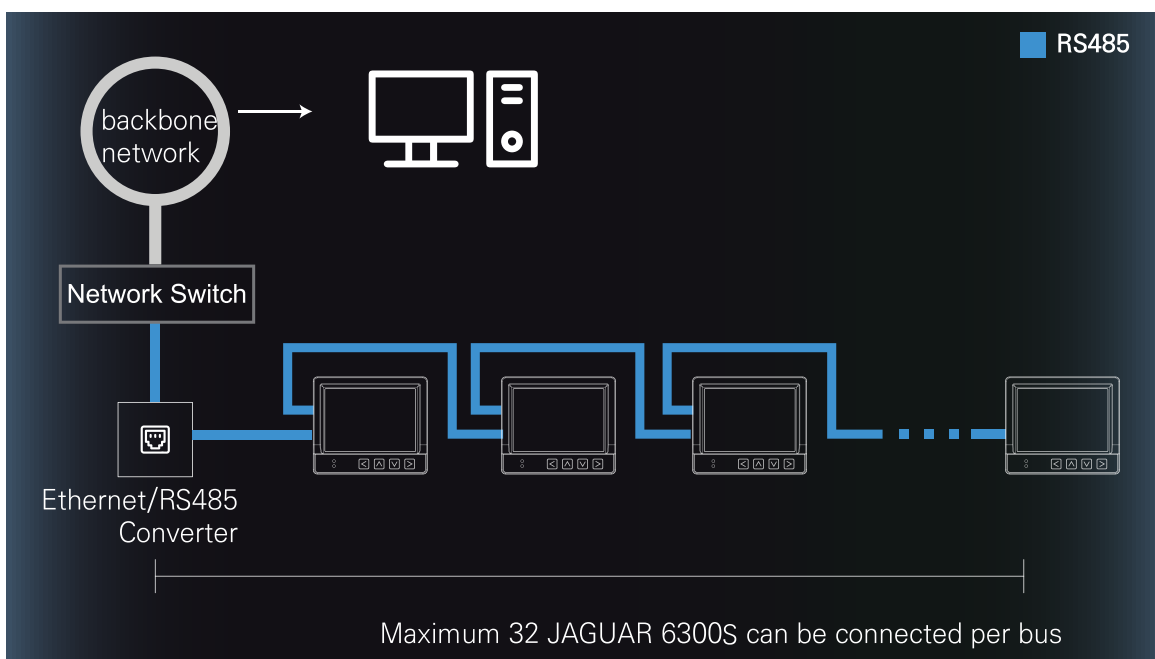 RS485
backbone
network
Network Switch
Ethernet/RS485
Converter
Maximum 32 JAGUAR 6300S can be connected per bus